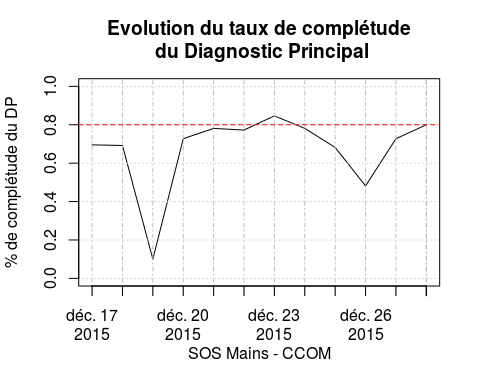 Evolution du taux de complétude
du Diagnostic Principal
% de complétude du DP
1.0
0.8
0.6
0.4
0.2
0.0
déc. 17 déc. 20 déc. 23 déc. 26
2015 2015 2015 2015
SOS Mains - CCOM